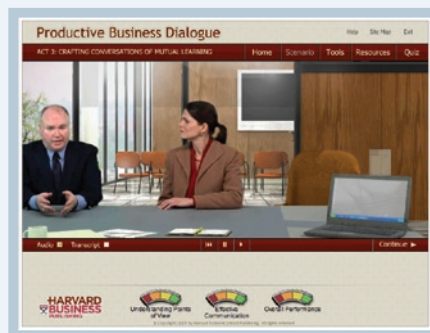 Productive Business Dialogue
Help Site Map Exit
ACT 3: CRAFTING CONVERSATIONS OF MUTUAL LEARNING
Home Scenario Tools Resources Quiz
Audio Transcript
Continue
HARVARD
BUSINESS
PUBLISHING
Understanding Points
of View
Effective
Communication
Overall Performance